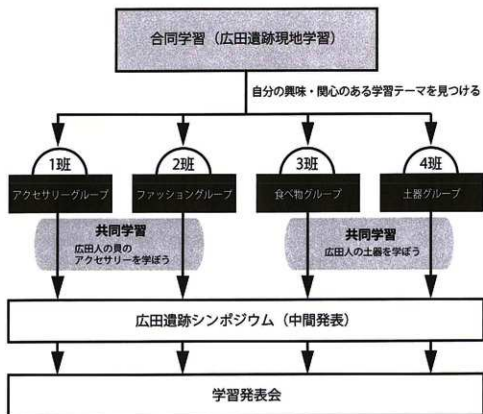 合同学習（広田遺跡現地学習）
自分の興味・関心のある学習テーマを見つける
1班
2班
3班
4班
アクセサリーグループ
ファッショングループ
食べ物グループ
土器グループ
共同学習
広田人の貝の
アクセサリーを学ぼう
共同学習
広田人の土器を学ぼう
広田遺跡シンポジウム（中間発表）
学習発表会